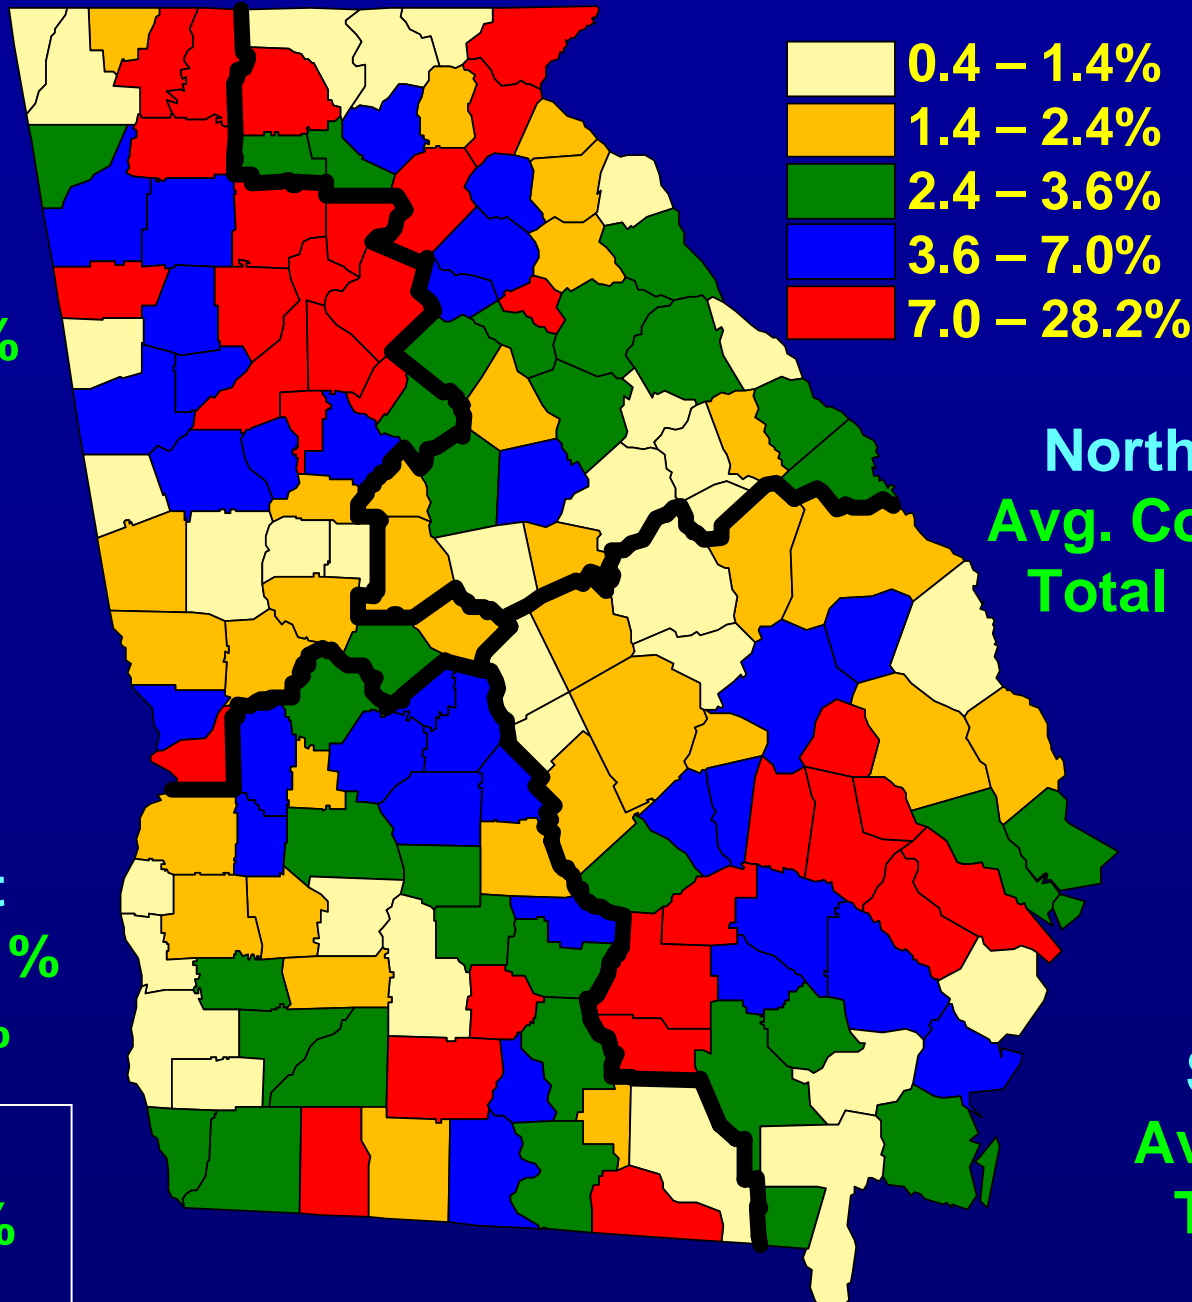 0.4 – 1.4%
1.4 – 2.4%
2.4 – 3.6%
3.6 – 7.0%
7.0 – 28.2%
%
North
Avg. Co
Total
t
%
%
S
Av
T
%